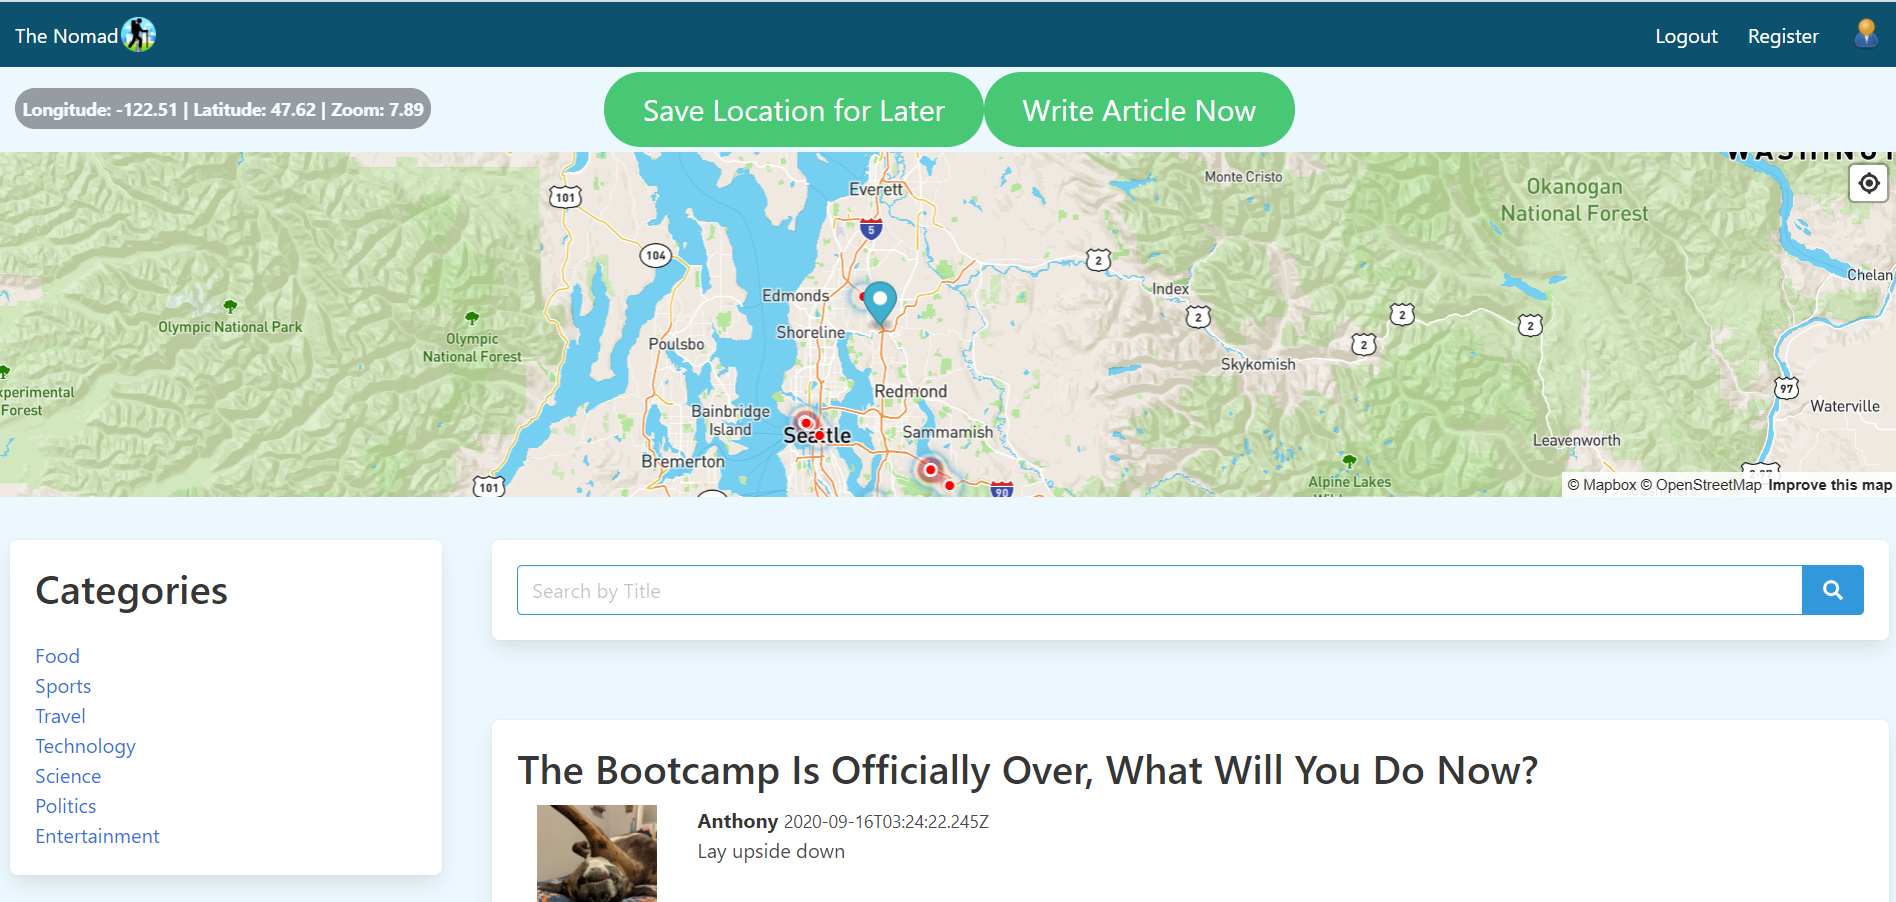 The Nomad
Logout
Register
Longitude: -122.51 | Latitude: 47.62 | Zoom: 7.89
Save Location for Later
Write Article Now
Monte Cristo
Okanogan
National Forest
Everett
101
5
104
2
Chelan
Index
Edmonds
Olympic National Park
2
2
2
Shoreline
Poulsbo
Olympic
National Forest
2
Skykomish
xperimental
Forest
Redmond
97
Waterville
Bainbridge
Island
Seattle
Sammamish
Leavenworth
Bremerton
101
90
Alpine Lakes
© Mapbox © OpenStreetMap Improve this map
Categories
Food
Sports
Travel
Technology
Science
Politics
Entertainment
Search by Title
The Bootcamp Is Officially Over, What Will You Do Now?
Anthony 2020-09-16T03:24:22.245Z
Lay upside down